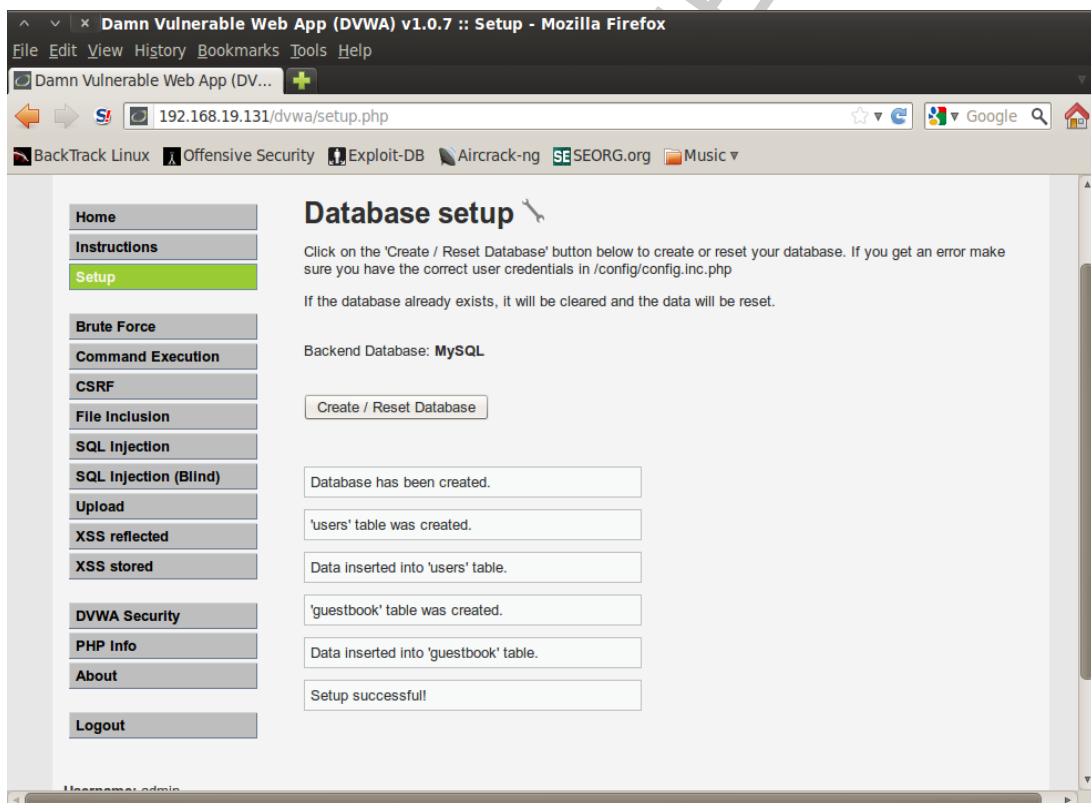 Damn Vulnerable Web App (DVWA) v1.0.7 :: Setup - Mozilla Firefox
File Edit View History Bookmarks Tools Help
Damn Vulnerable Web App (DV...
192.168.19.131/dvwa/setup.php
Google
BackTrack Linux Offensive Security Exploit-DB Aircrack-ng SE SEORG.org Music
Home
Instructions
Setup
Brute Force
Command Execution
CSRF
File Inclusion
SQL Injection
SQL Injection (Blind)
Upload
XSS reflected
XSS stored
DVWA Security
PHP Info
About
Logout
Username: admin
Database setup
Click on the 'Create / Reset Database' button below to create or reset your database. If you get an error make
sure you have the correct user credentials in /config/config.inc.php
If the database already exists, it will be cleared and the data will be reset.
Backend Database: MySQL
Create / Reset Database
Database has been created.
'users' table was created.
Data inserted into 'users' table.
'guestbook' table was created.
Data inserted into 'guestbook' table.
Setup successful!